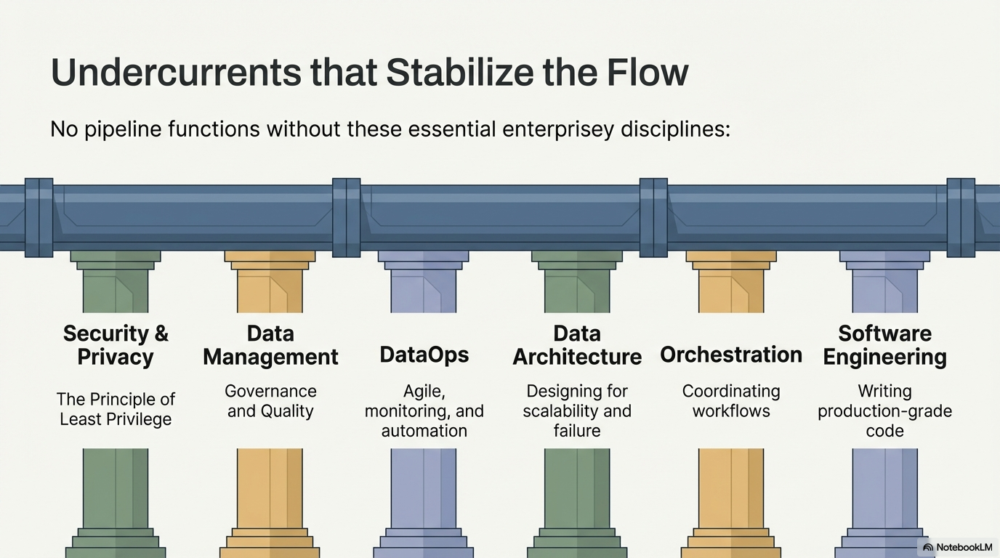 Undercurrents that Stabilize the Flow
No pipeline functions without these essential enterprisey disciplines:
Security &
Privacy
The Principle of
Least Privilege
Data
Management
Governance
and Quality
DataOps
Agile,
monitoring, and
automation
Data
Architecture
Designing for
scalability and
failure
Orchestration
Coordinating
workflows
Software
Engineering
Writing
production-grade
code
NotebookLM